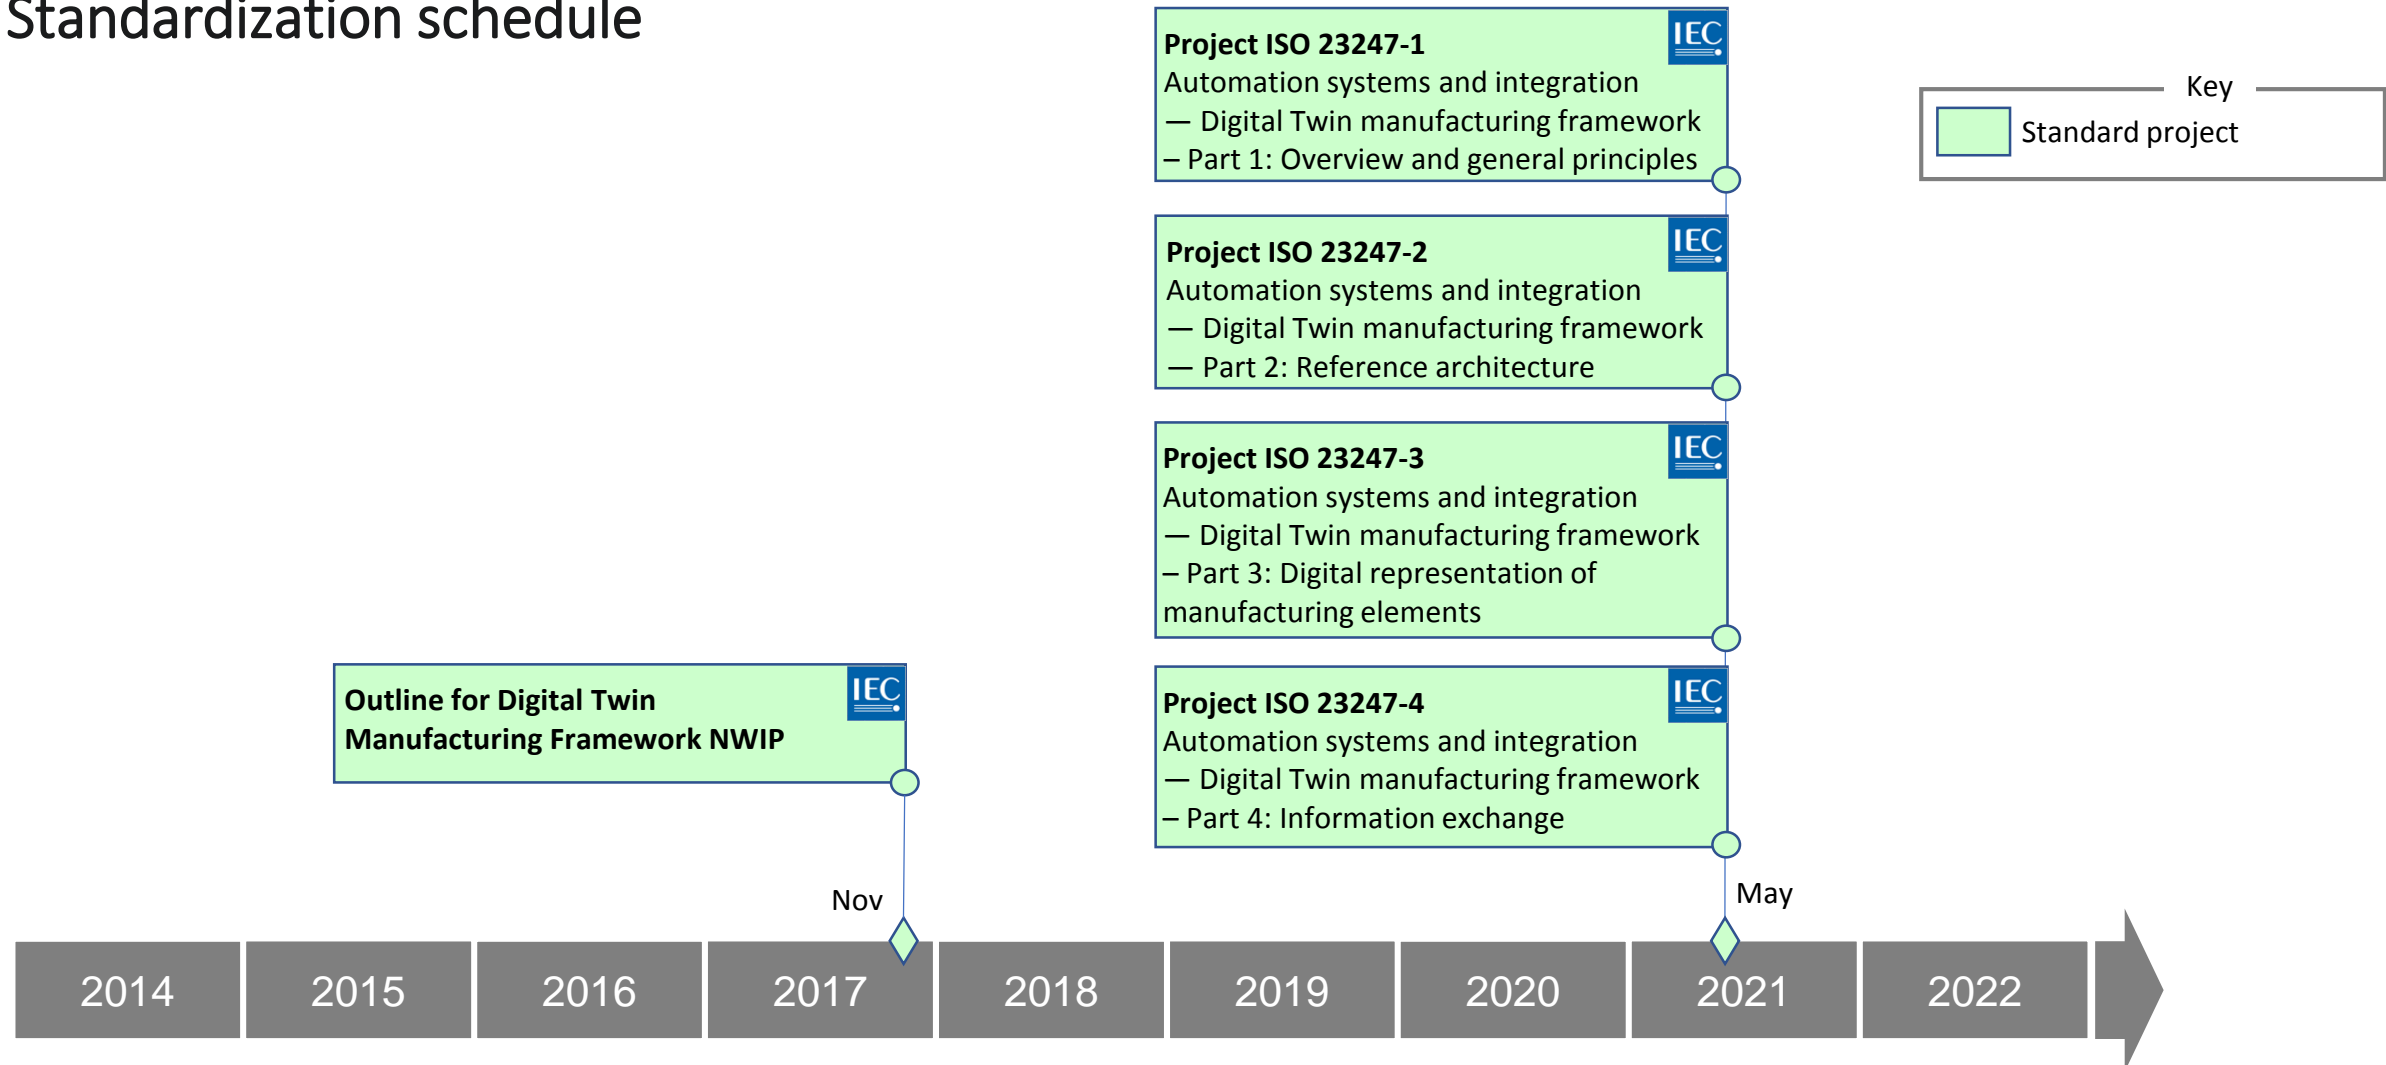 Standardization schedule
Project ISO 23247-1
IEC
Automation systems and integration
— Digital Twin manufacturing framework
– Part 1: Overview and general principles
Key
Standard project
Project ISO 23247-2
IEC
Automation systems and integration
— Digital Twin manufacturing framework
— Part 2: Reference architecture
Project ISO 23247-3
IEC
Automation systems and integration
— Digital Twin manufacturing framework
– Part 3: Digital representation of
manufacturing elements
Outline for Digital Twin
Manufacturing Framework NWIP
IEC
Project ISO 23247-4
IEC
Automation systems and integration
— Digital Twin manufacturing framework
– Part 4: Information exchange
Nov
May
2014 2015 2016 2017 2018 2019 2020 2021 2022